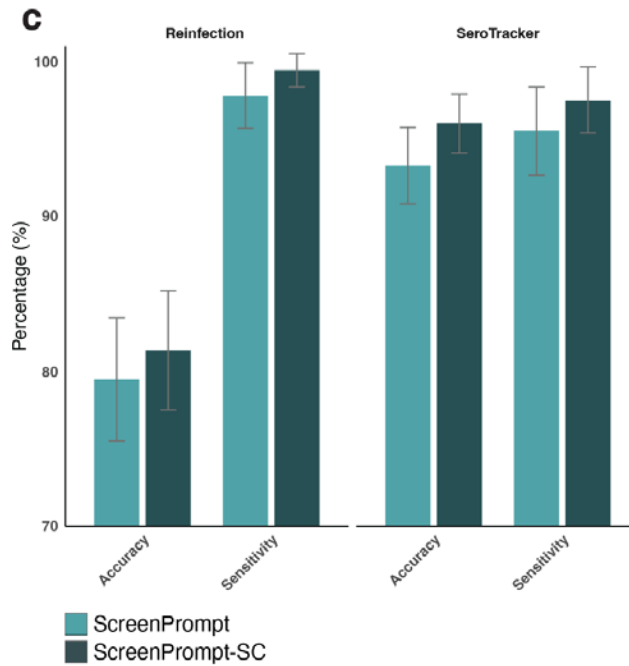 C
Reinfection SeroTracker
Percentage (%)
100
90
80
70
Accuracy Sensitivity Accuracy Sensitivity
ScreenPrompt
ScreenPrompt-SC